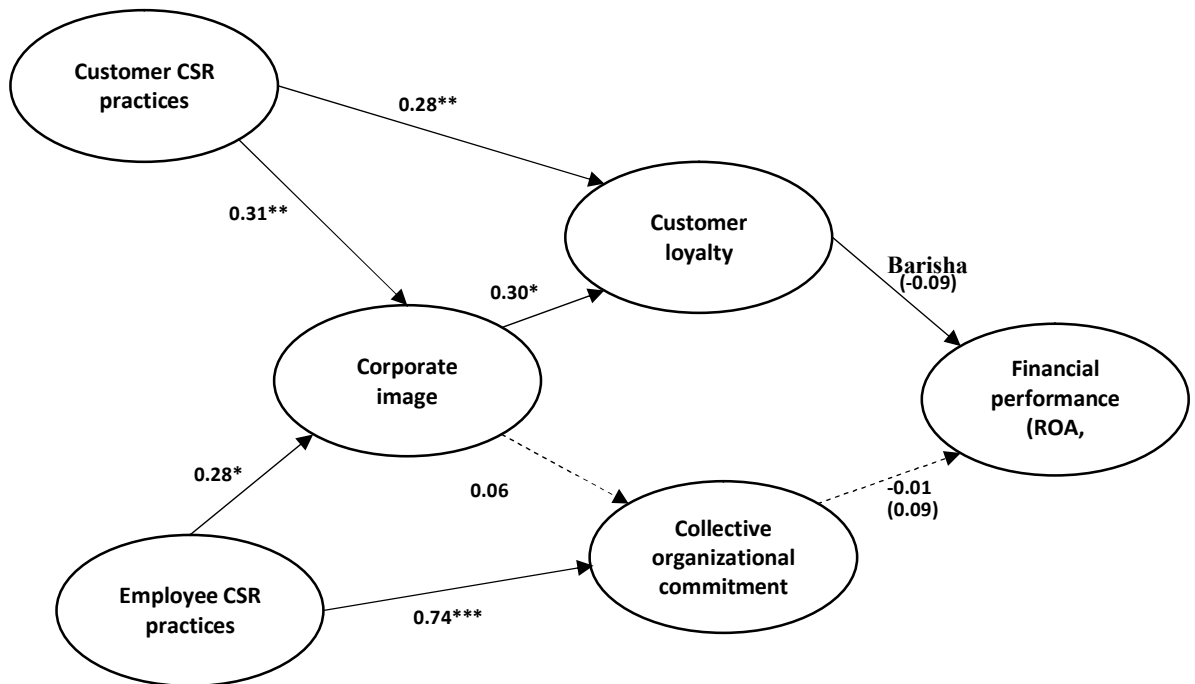 Customer CSR
practices
0.28**
0.31**
Customer
loyalty
Barisha
(-0.09)
0.30*
Corporate
image
Financial
performance
(ROA,
0.28*
0.06
-0.01
(0.09)
Collective
organizational
commitment
Employee CSR
practices
0.74***